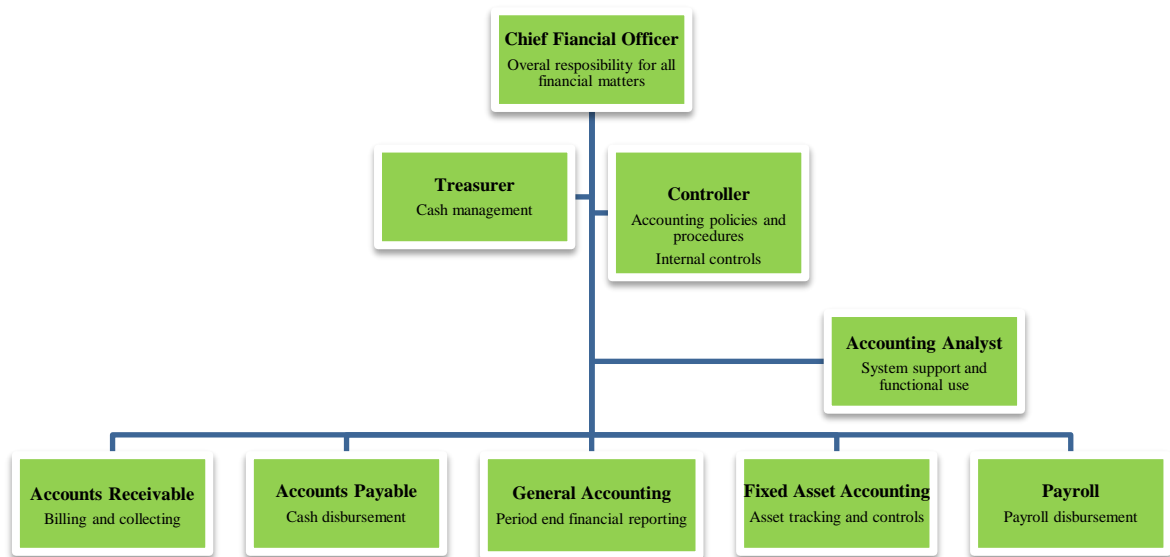 Chief Fiancial Officer
Overal resposibility for all
financial matters
Treasurer
Cash management
Controller
Accounting policies and
procedures
Internal controls
Accounting Analyst
System support and
functional use
Accounts Receivable
Billing and collecting
Accounts Payable
Cash disbursement
General Accounting
Period end financial reporting
Fixed Asset Accounting
Asset tracking and controls
Payroll
Payroll disbursement